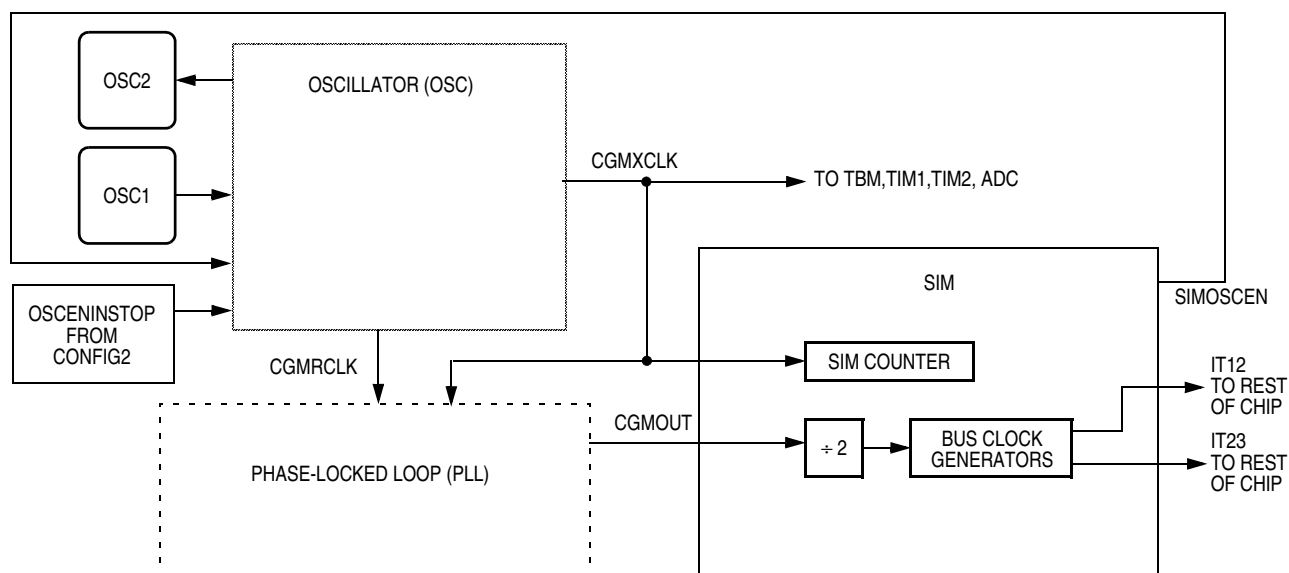 OSC2
OSCILLATOR (OSC)
CGMXCLK
TO TBM,TIM1,TIM2, ADC
OSC1
SIM
SIMOSCEN
OSCENINSTOP
FROM
CONFIG2
CGMRCLK
SIM COUNTER
IT12
TO REST
OF CHIP
CGMOUT
÷ 2
BUS CLOCK
GENERATORS
IT23
TO REST
OF CHIP
PHASE-LOCKED LOOP (PLL)